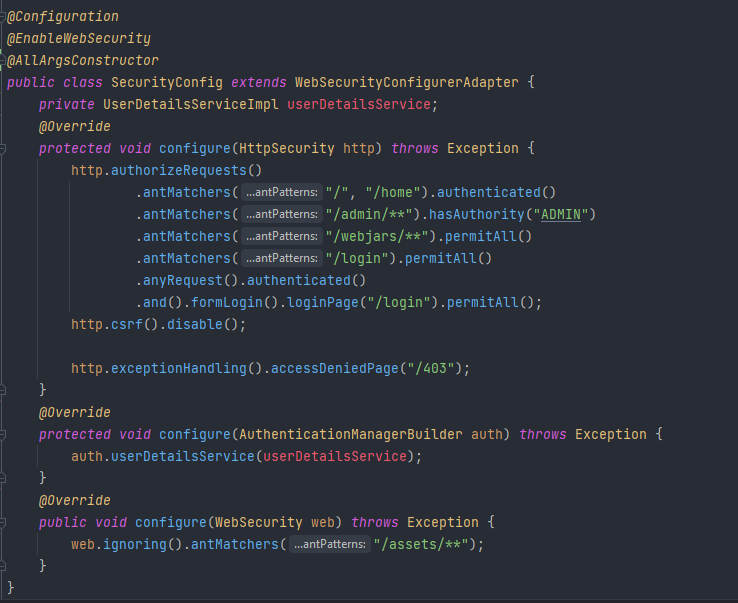 @Configuration
@EnableWebSecurity
@AllArgsConstructor
public class SecurityConfig extends WebSecurityConfigurerAdapter {
    private UserDetailsServiceImpl userDetailsService;
    @Override
    protected void configure(HttpSecurity http) throws Exception {
        http.authorizeRequests()
                .antMatchers( ...antPatterns: "/", "/home").authenticated()
                .antMatchers( ...antPatterns: "/admin/**").hasAuthority("ADMIN")
                .antMatchers( ...antPatterns: "/webjars/**").permitAll()
                .antMatchers( ...antPatterns: "/login").permitAll()
                .anyRequest().authenticated()
                .and().formLogin().loginPage("/login").permitAll();
        http.csrf().disable();
        http.exceptionHandling().accessDeniedPage("/403");
    }
    @Override
    protected void configure(AuthenticationManagerBuilder auth) throws Exception {
        auth.userDetailsService(userDetailsService);
    }
    @Override
    public void configure(WebSecurity web) throws Exception {
        web.ignoring().antMatchers( ...antPatterns: "/assets/**");
    }
}